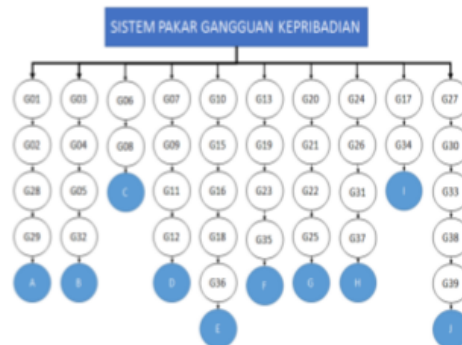 SISTEM PAKAR GANGGUAN KEPRIBADIAN
G01 G03 G06 G07 G10 G13 G20 G24 G17 G27
G02 G04 G08 G09 G15 G19 G21 G26 G34 G30
G28 G05 C G11 G16 G23 G22 G31 I G33
G29 G32 G12 G18 G35 G25 G37 G38
A B D G36 F G H G39
E J